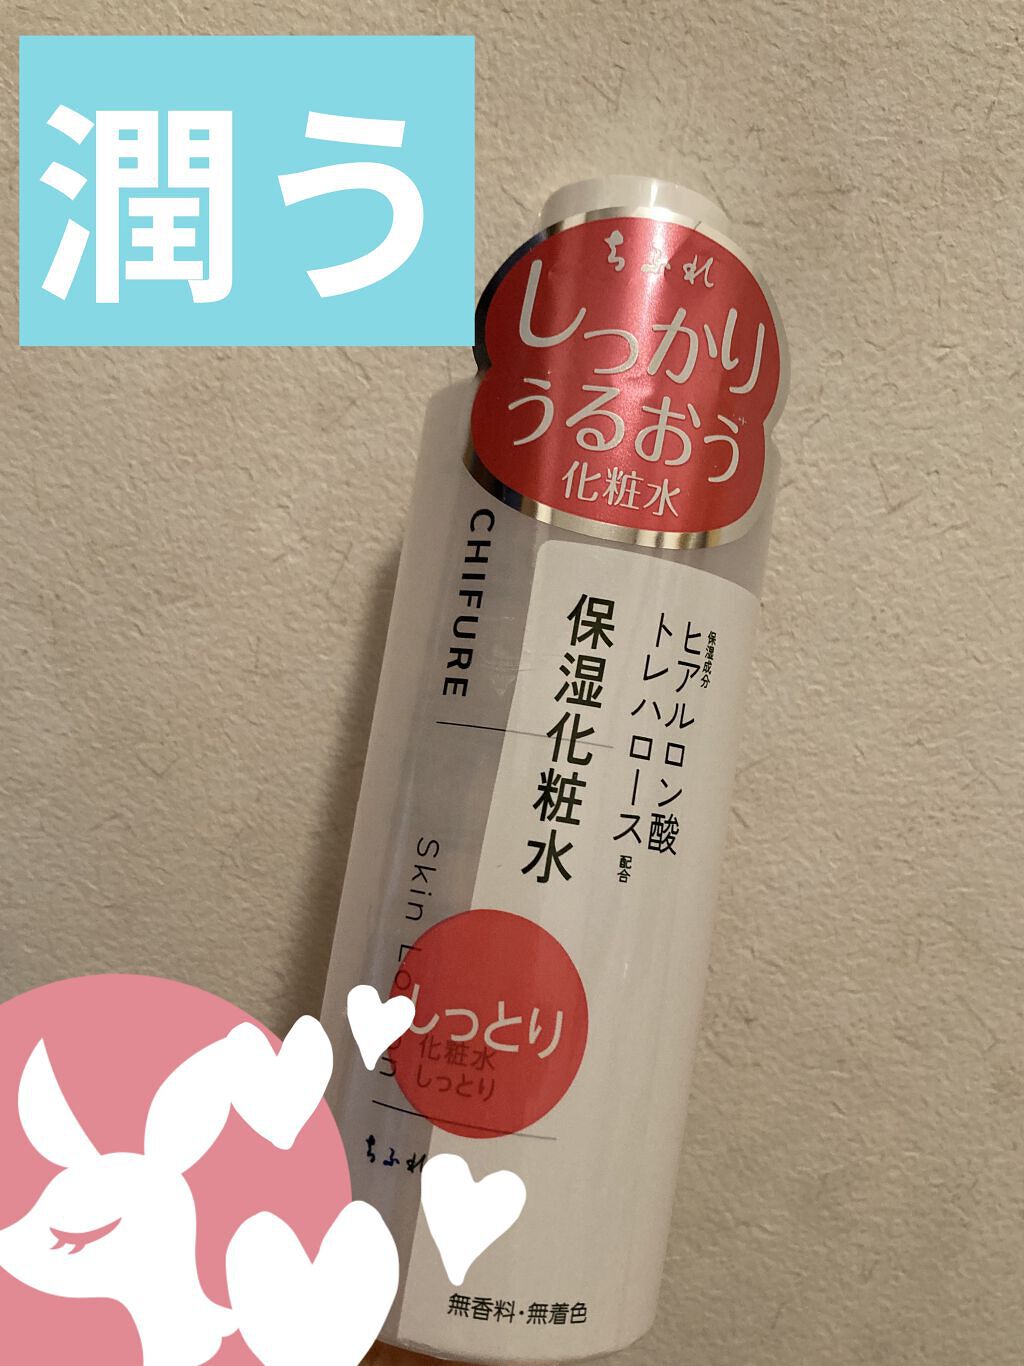 潤う
ちふれ
しっかり
うるおう
化粧水
CHIFURE
保湿成分
ヒアルロン酸
トレハロース
配合
保湿化粧水
Skin Lotion
しっとり
化粧水
しっとり
ちふれ
無香料・無着色